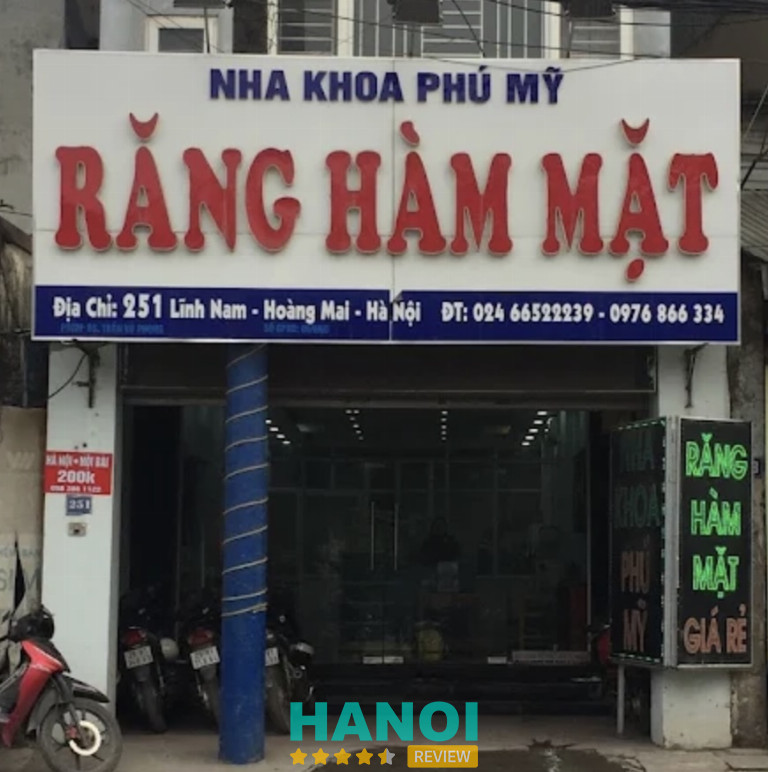 NHA KHOA PHÚ MỸ
RĂNG HÀM MẶT
Địa Chỉ: 251 Lĩnh Nam - Hoàng Mai - Hà Nội ĐT: 024 66522239 - 0976 866 334
HÀ NỘI - NỘI BÀI
200k
251
NHA
KHOA
PHÚ
MỸ
RĂNG
HÀM
MẶT
GIÁ RẺ
HANOI
REVIEW